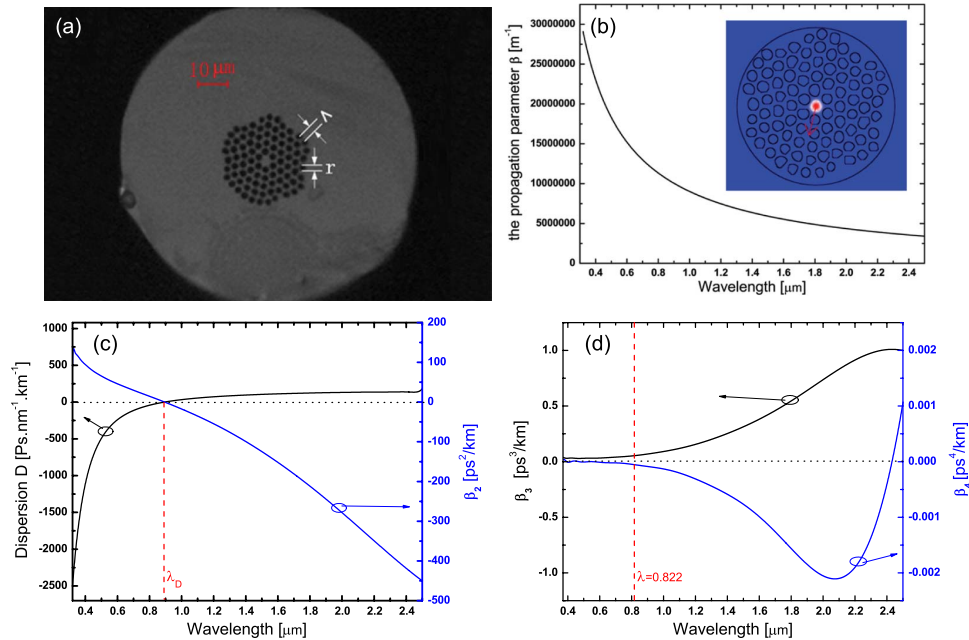 (a)
10 μm
Λ
r
(b)
the propagation parameter β [m⁻¹]
30000000
25000000
20000000
15000000
10000000
5000000
0
0.4 0.6 0.8 1.0 1.2 1.4 1.6 1.8 2.0 2.2 2.4
Wavelength [μm]
(c)
Dispersion D [Ps.nm⁻¹.km⁻¹]
1000
500
0
-500
-1000
-1500
-2000
-2500
200
100
0
-100
-200
-300
-400
-500
β₂ [ps²/km]
λ_D
0.4 0.6 0.8 1.0 1.2 1.4 1.6 1.8 2.0 2.2 2.4
Wavelength [μm]
(d)
β₃ [ps³/km]
1.0
0.5
0.0
-0.5
-1.0
0.002
0.001
0.000
-0.001
-0.002
β₄ [ps⁴/km]
λ=0.822
0.4 0.6 0.8 1.0 1.2 1.4 1.6 1.8 2.0 2.2 2.4
Wavelength [μm]